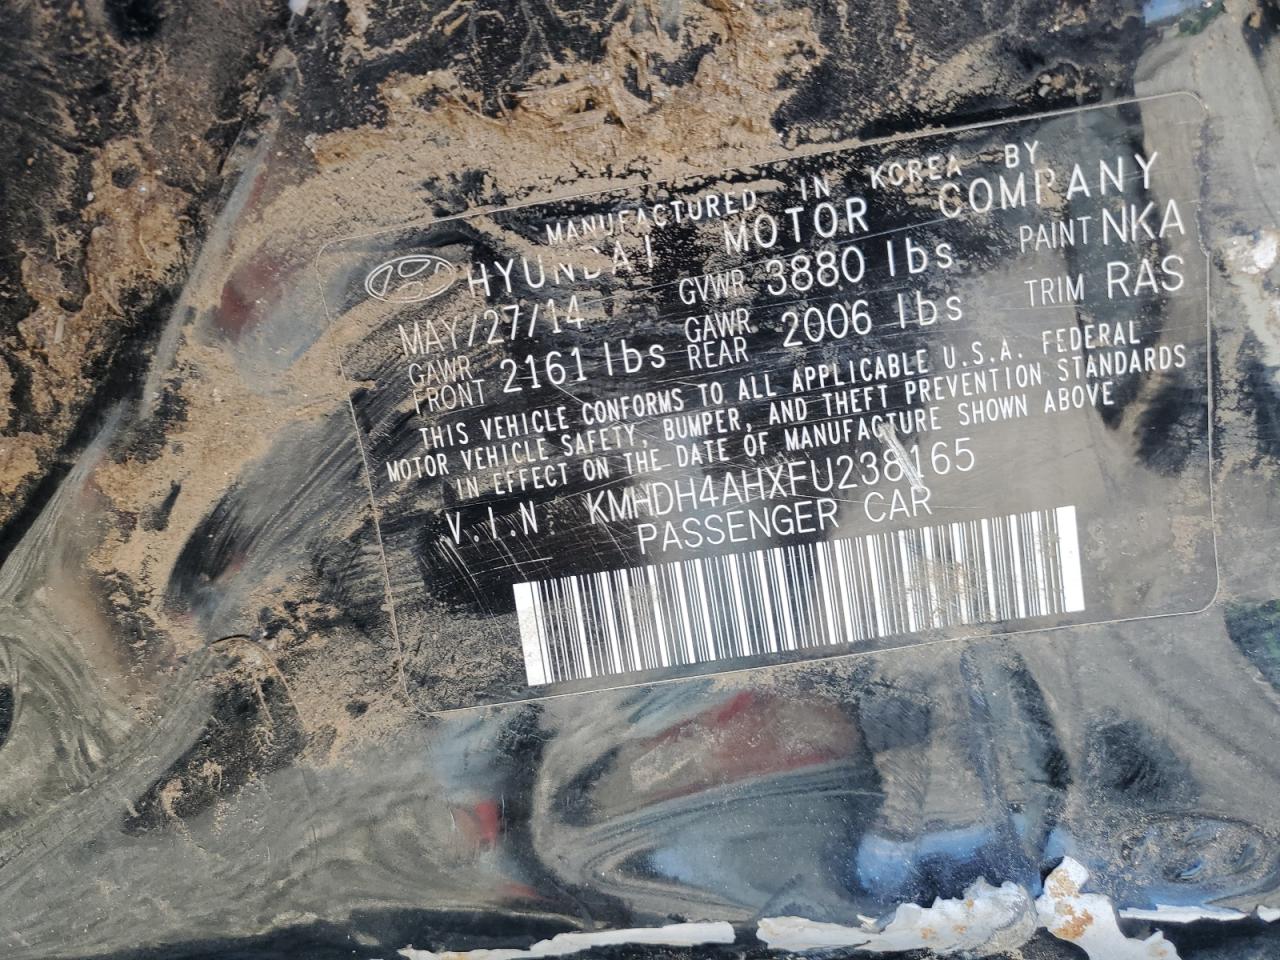 MANUFACTURED IN KOREA BY
HYUNDAI MOTOR COMPANY
MAY/27/14 GVWR 3880 lbs PAINT NKA
GAWR FRONT 2161 lbs GAWR REAR 2006 lbs TRIM RAS
THIS VEHICLE CONFORMS TO ALL APPLICABLE U.S.A. FEDERAL
MOTOR VEHICLE SAFETY, BUMPER, AND THEFT PREVENTION STANDARDS
IN EFFECT ON THE DATE OF MANUFACTURE SHOWN ABOVE
V.I.N. KMHDH4AHXFU238165
PASSENGER CAR